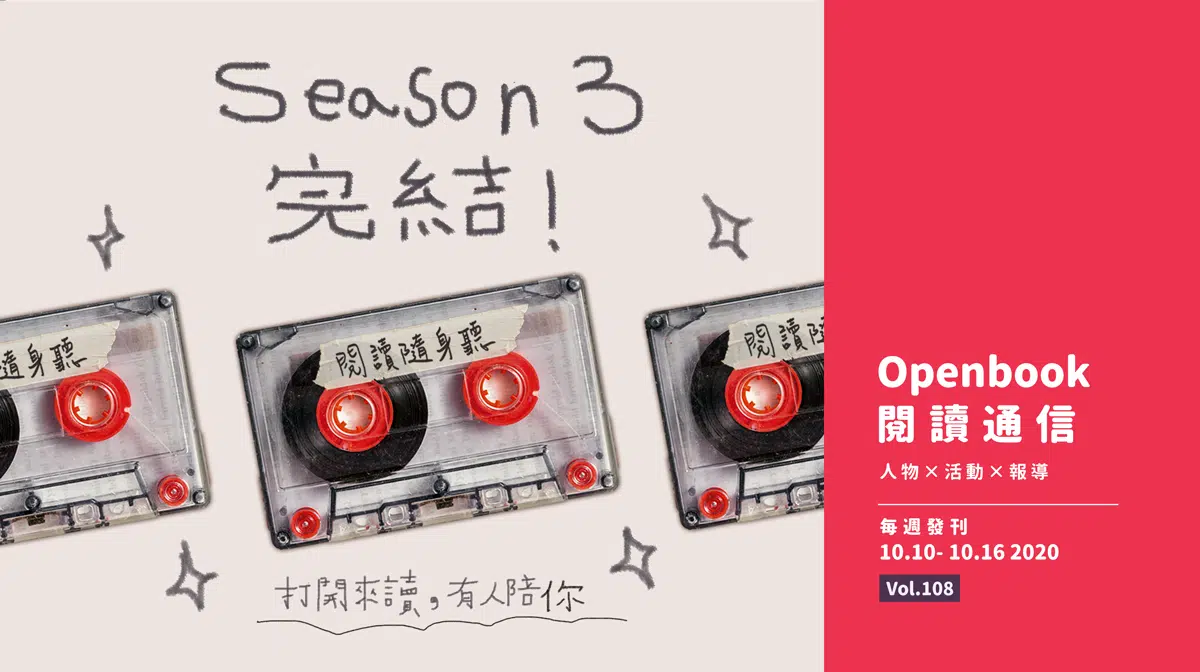 Season 3
完結！
隨身聽
閱讀隨身聽
閱讀隨
打開來讀，有人陪你
Openbook
閱讀通信
人物×活動×報導
每週發刊
10.10- 10.16 2020
Vol.108